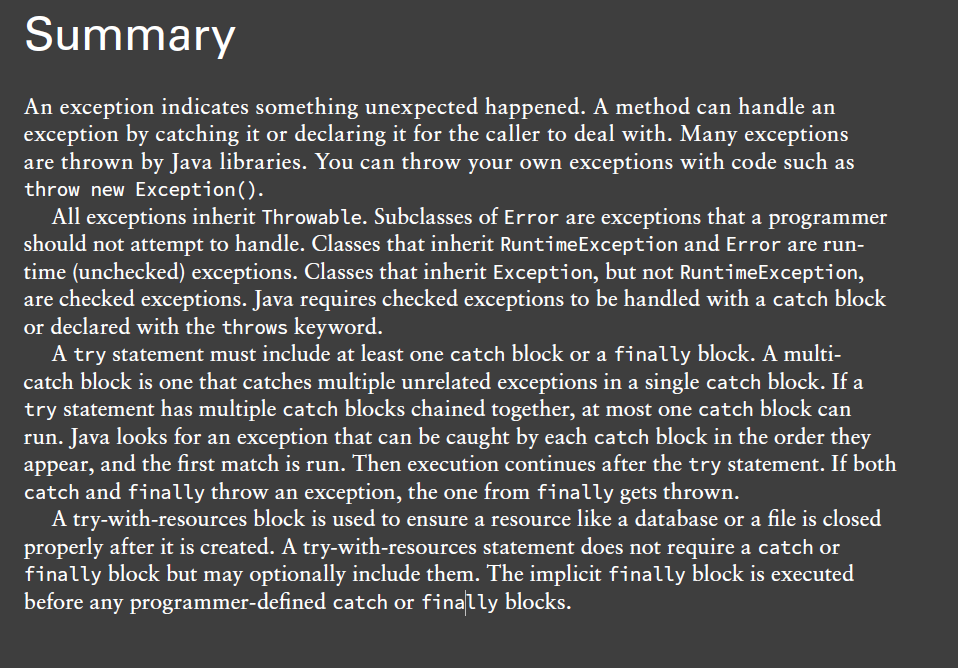 Summary
An exception indicates something unexpected happened. A method can handle an
exception by catching it or declaring it for the caller to deal with. Many exceptions
are thrown by Java libraries. You can throw your own exceptions with code such as
throw new Exception().
All exceptions inherit Throwable. Subclasses of Error are exceptions that a programmer
should not attempt to handle. Classes that inherit RuntimeException and Error are run-
time (unchecked) exceptions. Classes that inherit Exception, but not RuntimeException,
are checked exceptions. Java requires checked exceptions to be handled with a catch block
or declared with the throws keyword.
A try statement must include at least one catch block or a finally block. A multi-
catch block is one that catches multiple unrelated exceptions in a single catch block. If a
try statement has multiple catch blocks chained together, at most one catch block can
run. Java looks for an exception that can be caught by each catch block in the order they
appear, and the first match is run. Then execution continues after the try statement. If both
catch and finally throw an exception, the one from finally gets thrown.
A try-with-resources block is used to ensure a resource like a database or a file is closed
properly after it is created. A try-with-resources statement does not require a catch or
finally block but may optionally include them. The implicit finally block is executed
before any programmer-defined catch or finally blocks.